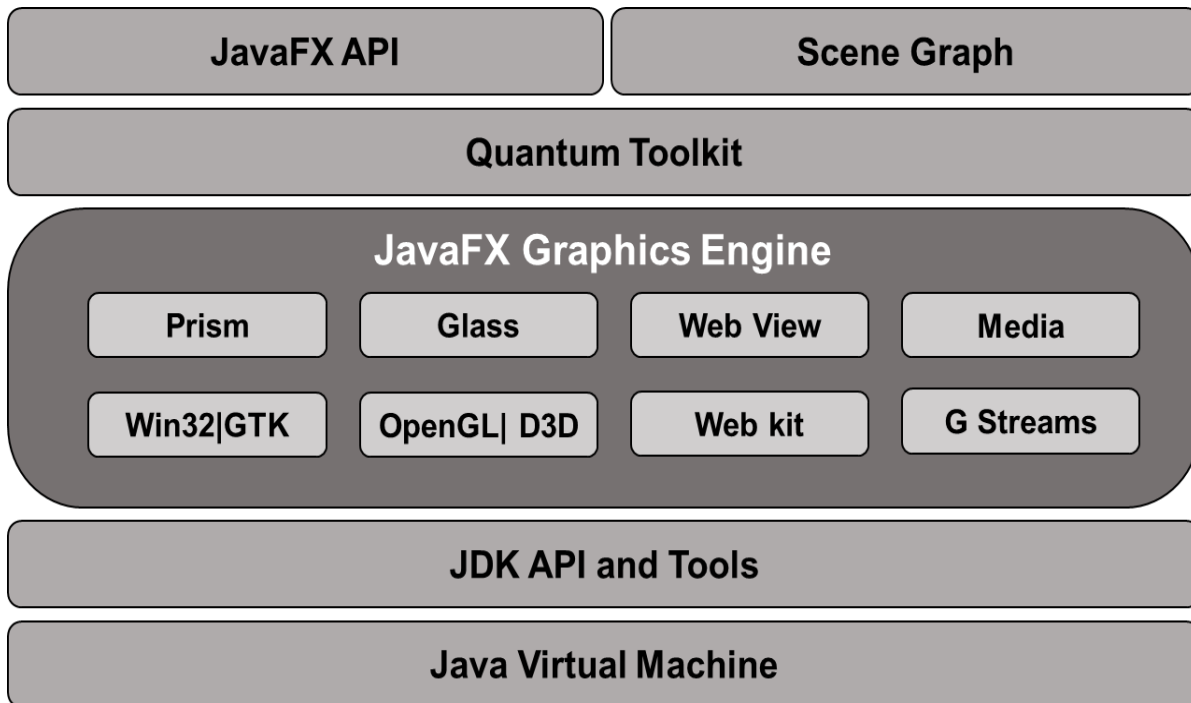 JavaFX API
Scene Graph
Quantum Toolkit
JavaFX Graphics Engine
Prism
Glass
Web View
Media
Win32|GTK
OpenGL| D3D
Web kit
G Streams
JDK API and Tools
Java Virtual Machine